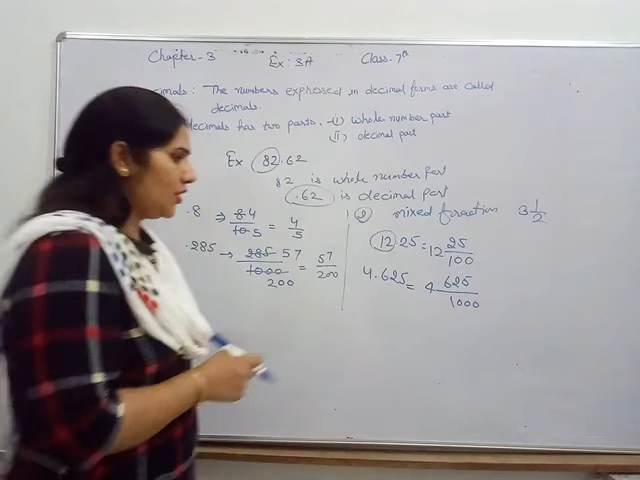 Chapter-3 Ex: 3A Class-7th
cimals: The numbers expressed in decimal forms are called
decimals.
decimals has two parts. -(I) whole number part
(II) decimal part
Ex 82.62
82 is whole number part
.62 is decimal part
.8 → 8 4 / 10 5 = 4/5
.285 → 285 57 / 1000 200 = 57/200
mixed fraction 3 1/2
12.25 = 12 25/100
4.625 = 4 625/1000